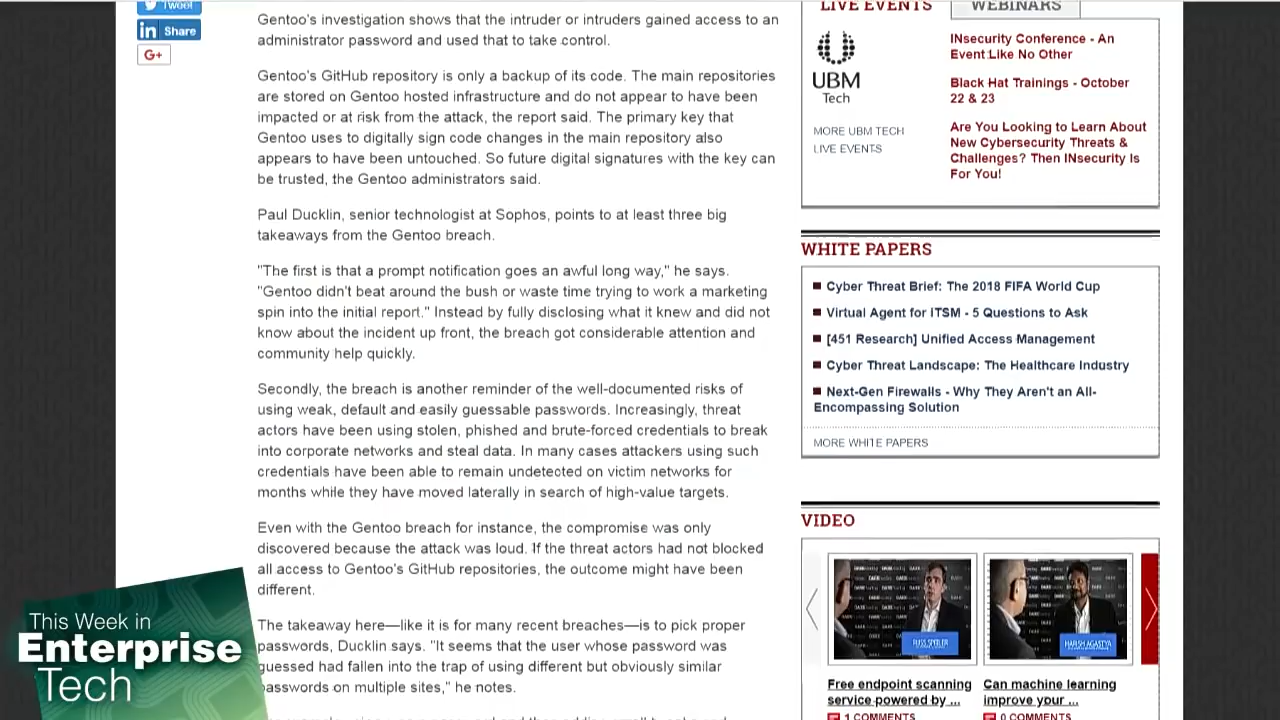 Tweet
in Share
G+
Gentoo's investigation shows that the intruder or intruders gained access to an
administrator password and used that to take control.
Gentoo's GitHub repository is only a backup of its code. The main repositories
are stored on Gentoo hosted infrastructure and do not appear to have been
impacted or at risk from the attack, the report said. The primary key that
Gentoo uses to digitally sign code changes in the main repository also
appears to have been untouched. So future digital signatures with the key can
be trusted, the Gentoo administrators said.
Paul Ducklin, senior technologist at Sophos, points to at least three big
takeaways from the Gentoo breach.
"The first is that a prompt notification goes an awful long way," he says.
"Gentoo didn't beat around the bush or waste time trying to work a marketing
spin into the initial report." Instead by fully disclosing what it knew and did not
know about the incident up front, the breach got considerable attention and
community help quickly.
Secondly, the breach is another reminder of the well-documented risks of
using weak, default and easily guessable passwords. Increasingly, threat
actors have been using stolen, phished and brute-forced credentials to break
into corporate networks and steal data. In many cases attackers using such
credentials have been able to remain undetected on victim networks for
months while they have moved laterally in search of high-value targets.
Even with the Gentoo breach for instance, the compromise was only
discovered because the attack was loud. If the threat actors had not blocked
all access to Gentoo's GitHub repositories, the outcome might have been
different.
The takeaway here—like it is for many recent breaches—is to pick proper
passwords, Ducklin says. "It seems that the user whose password was
guessed had fallen into the trap of using different but obviously similar
passwords on multiple sites," he notes.
LIVE EVENTS
WEBINARS
UBM
Tech
MORE UBM TECH
LIVE EVENTS
INsecurity Conference - An
Event Like No Other
Black Hat Trainings - October
22 & 23
Are You Looking to Learn About
New Cybersecurity Threats &
Challenges? Then INsecurity Is
For You!
WHITE PAPERS
Cyber Threat Brief: The 2018 FIFA World Cup
Virtual Agent for ITSM - 5 Questions to Ask
[451 Research] Unified Access Management
Cyber Threat Landscape: The Healthcare Industry
Next-Gen Firewalls - Why They Aren't an All-
Encompassing Solution
MORE WHITE PAPERS
VIDEO
Free endpoint scanning
service powered by ...
1 COMMENTS
Can machine learning
improve your ...
0 COMMENTS
This Week in
Enterprise
Tech